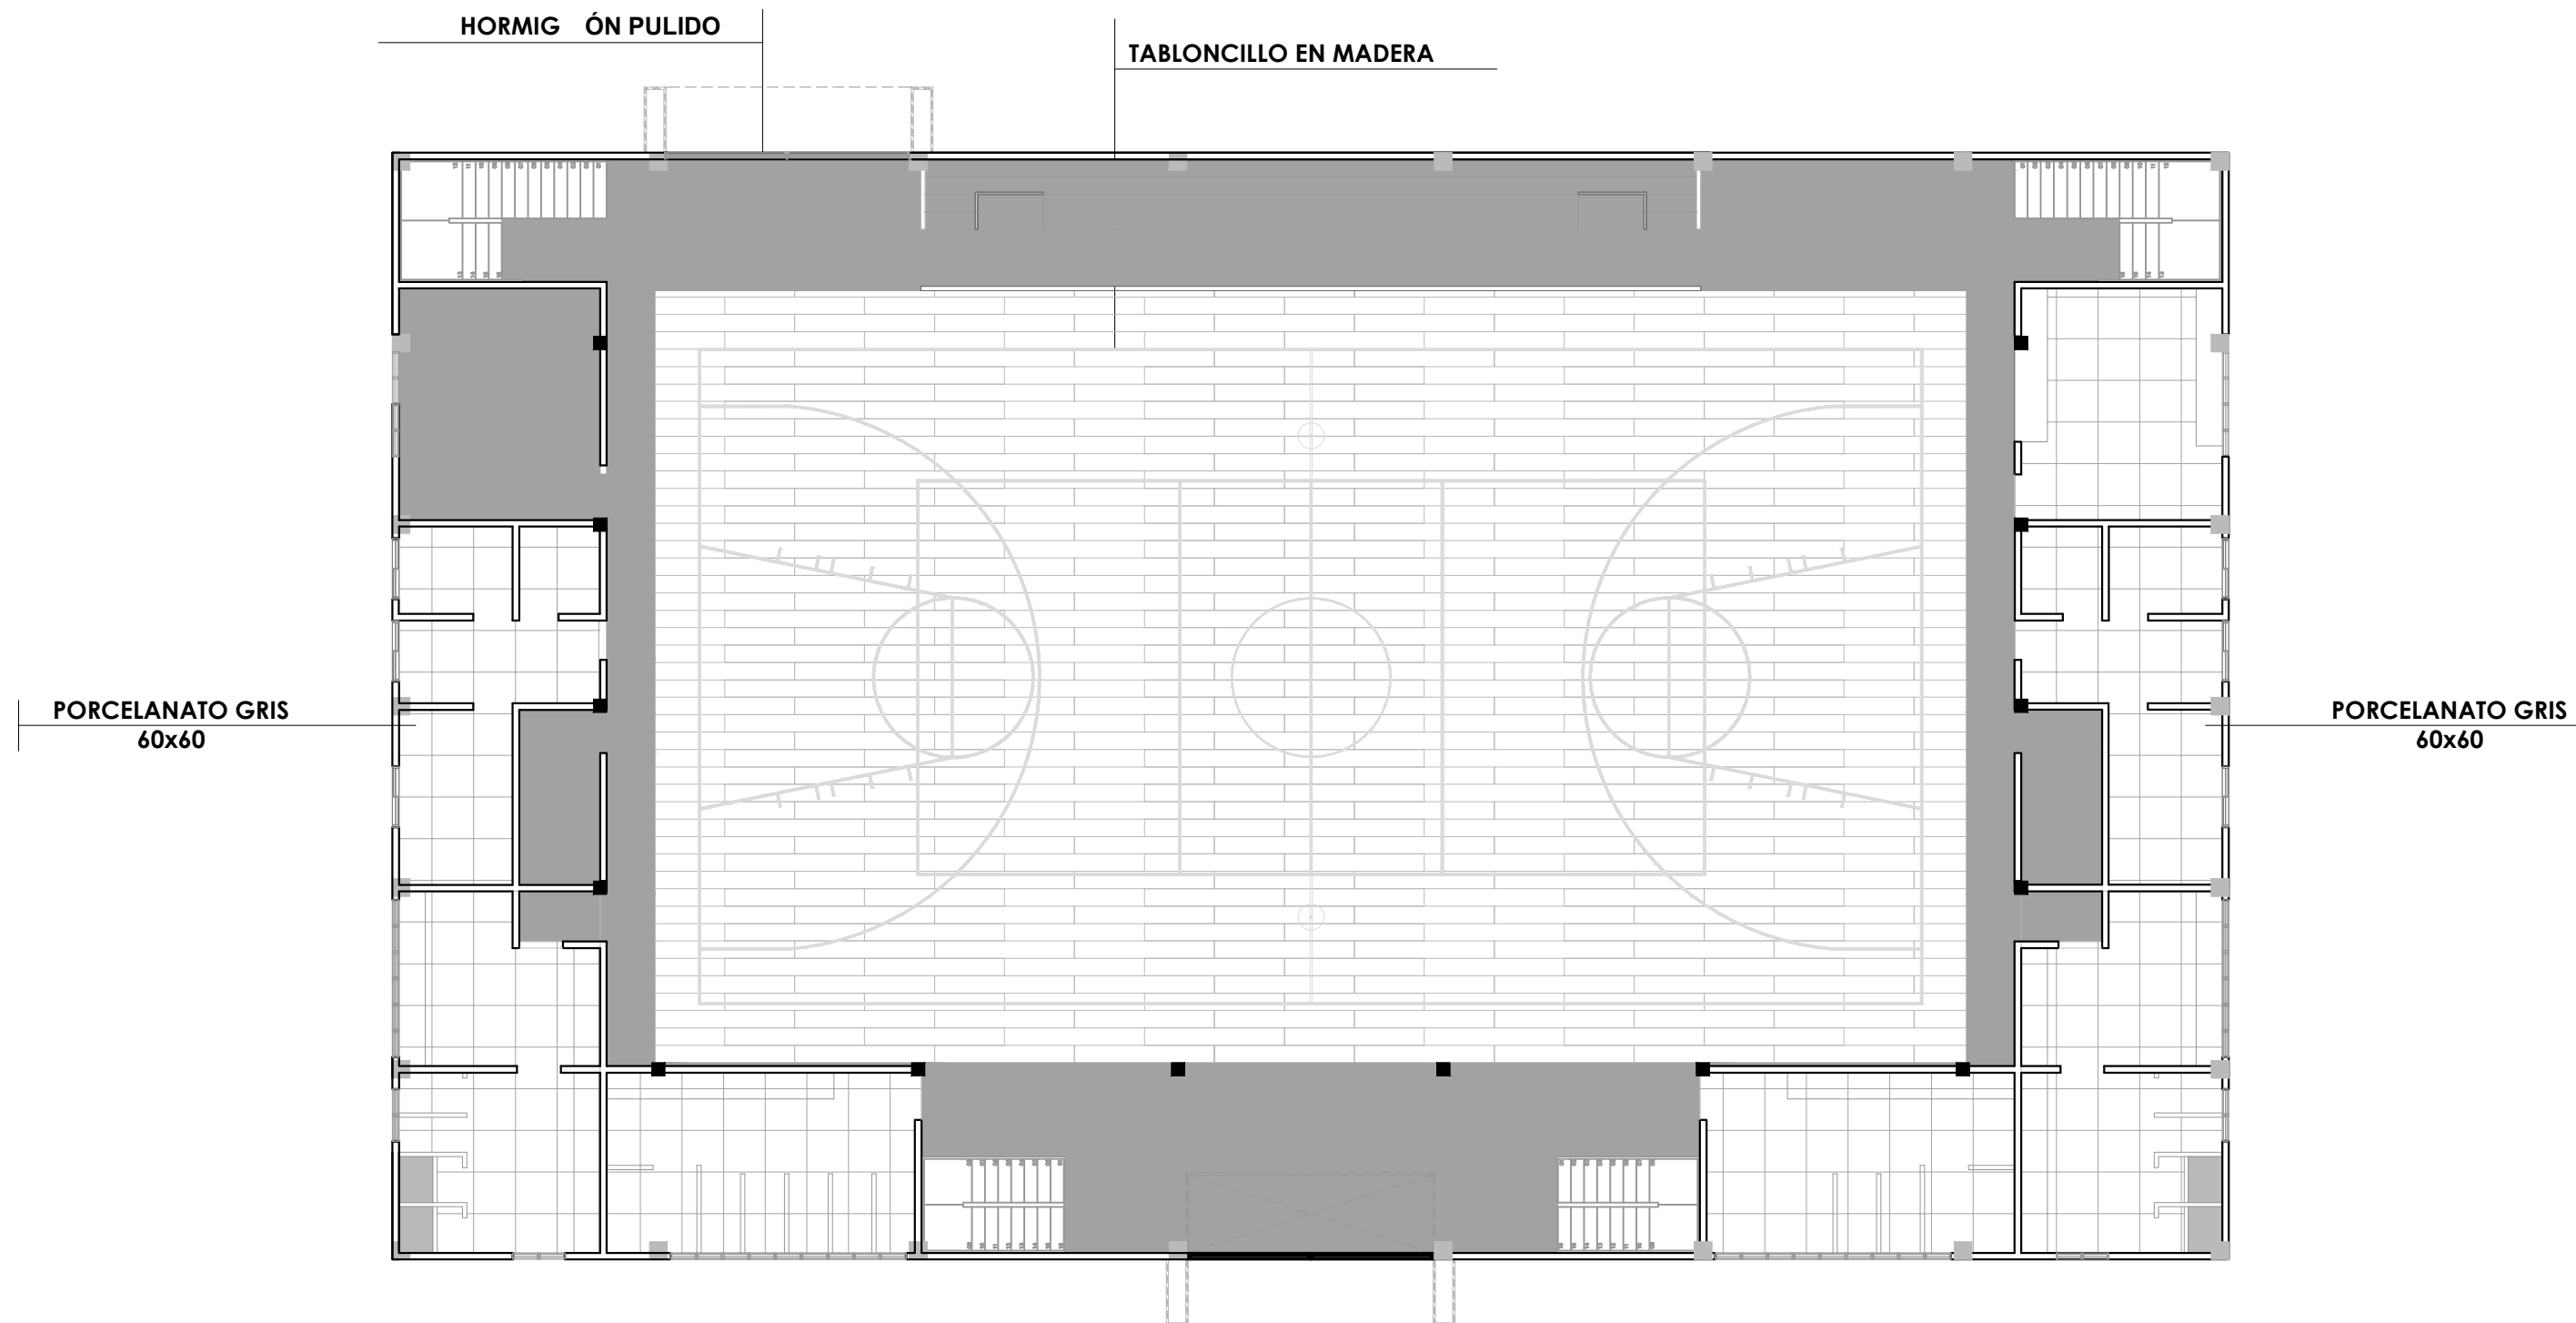 HORMIG ÓN PULIDO
TABLONCILLO EN MADERA
PORCELANATO GRIS
60x60
PORCELANATO GRIS
60x60